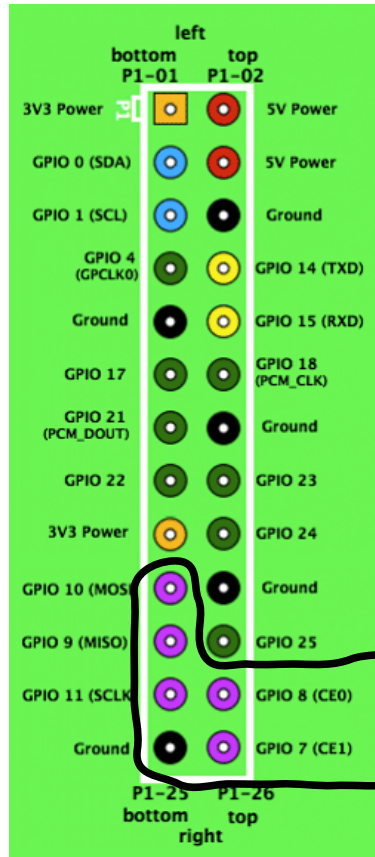 left
bottom top
P1-01 P1-02
3V3 Power P1 5V Power
GPIO 0 (SDA) 5V Power
GPIO 1 (SCL) Ground
GPIO 4 GPIO 14 (TXD)
(GPCLK0)
Ground GPIO 15 (RXD)
GPIO 17 GPIO 18
(PCM_CLK)
GPIO 21 Ground
(PCM_DOUT)
GPIO 22 GPIO 23
3V3 Power GPIO 24
GPIO 10 (MOSI Ground
GPIO 9 (MISO) GPIO 25
GPIO 11 (SCLK GPIO 8 (CE0)
Ground GPIO 7 (CE1)
P1-25 P1-26
bottom top
right